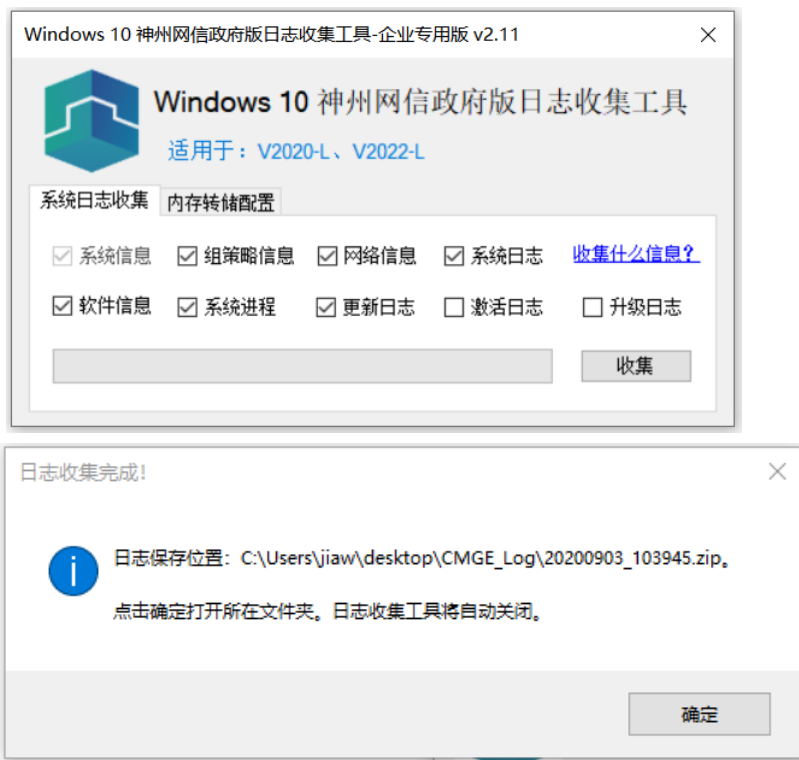 Windows 10 神州网信政府版日志收集工具-企业专用版 v2.11
Windows 10 神州网信政府版日志收集工具
适用于：V2020-L、V2022-L
系统日志收集 内存转储配置
系统信息 组策略信息 网络信息 系统日志 收集什么信息？
软件信息 系统进程 更新日志 激活日志 升级日志
收集
日志收集完成!
日志保存位置：C:\Users\jiaw\desktop\CMGE_Log\20200903_103945.zip。
点击确定打开所在文件夹。日志收集工具将自动关闭。
确定